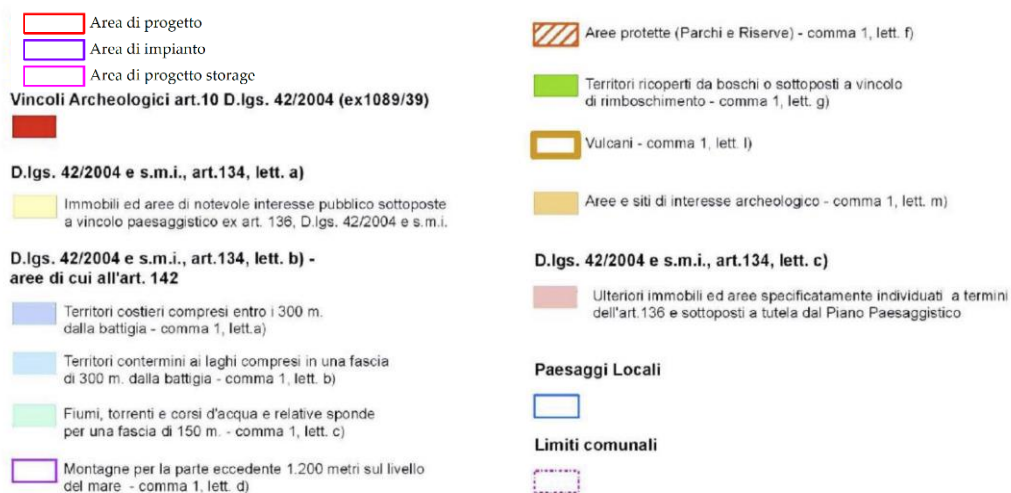 Area di progetto
Area di impianto
Area di progetto storage
Vincoli Archeologici art.10 D.lgs. 42/2004 (ex1089/39)
D.lgs. 42/2004 e s.m.i., art.134, lett. a)
Immobili ed aree di notevole interesse pubblico sottoposte
a vincolo paesaggistico ex art. 136, D.lgs. 42/2004 e s.m.i.
D.lgs. 42/2004 e s.m.i., art.134, lett. b) -
aree di cui all'art. 142
Territori costieri compresi entro i 300 m.
dalla battigia - comma 1, lett.a)
Territori contermini ai laghi compresi in una fascia
di 300 m. dalla battigia - comma 1, lett. b)
Fiumi, torrenti e corsi d'acqua e relative sponde
per una fascia di 150 m. - comma 1, lett. c)
Montagne per la parte eccedente 1.200 metri sul livello
del mare - comma 1, lett. d)
Aree protette (Parchi e Riserve) - comma 1, lett. f)
Territori ricoperti da boschi o sottoposti a vincolo
di rimboschimento - comma 1, lett. g)
Vulcani - comma 1, lett. l)
Aree e siti di interesse archeologico - comma 1, lett. m)
D.lgs. 42/2004 e s.m.i., art.134, lett. c)
Ulteriori immobili ed aree specificatamente individuati a termini
dell'art.136 e sottoposti a tutela dal Piano Paesaggistico
Paesaggi Locali
Limiti comunali